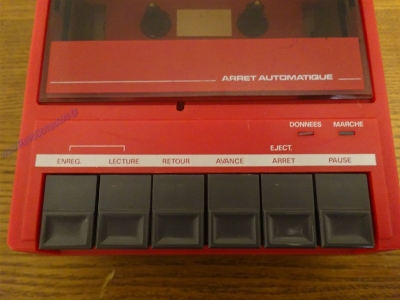 ARRET AUTOMATIQUE
DONNEES MARCHE
EJECT.
ENREG. LECTURE RETOUR AVANCE ARRET PAUSE